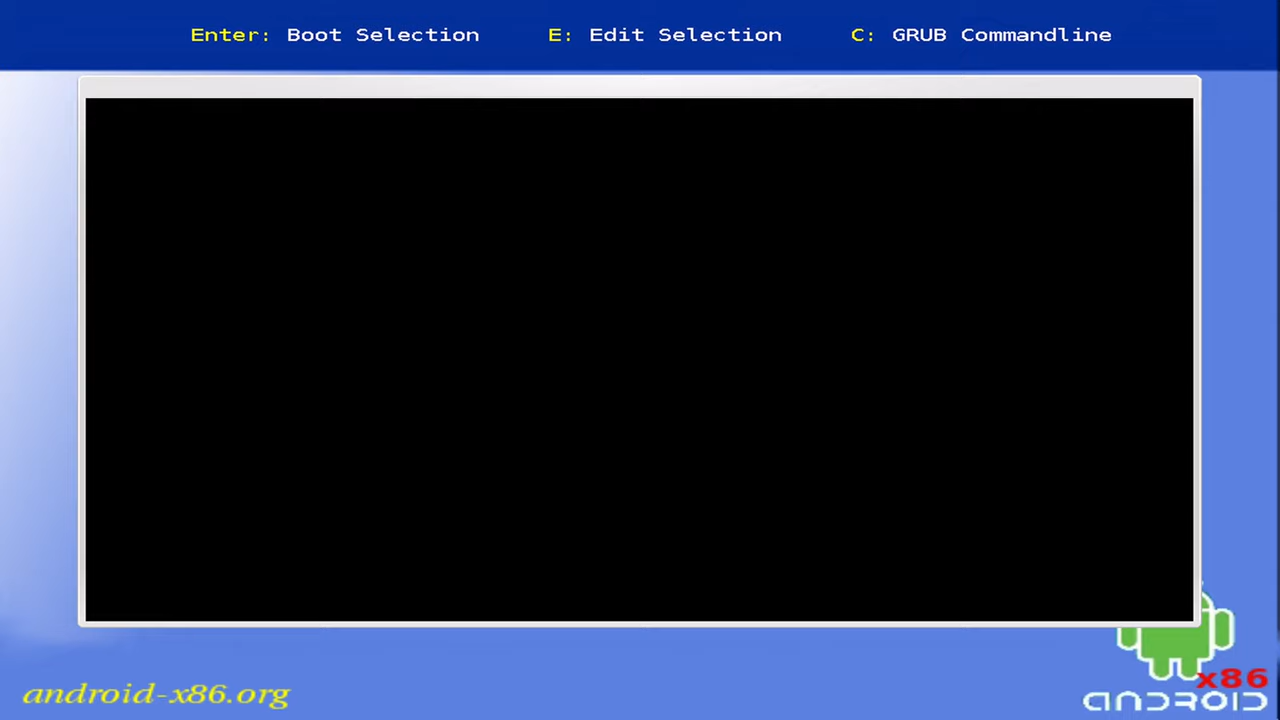 Enter: Boot Selection E: Edit Selection C: GRUB Commandline
android-x86.org
x86
ANDROID